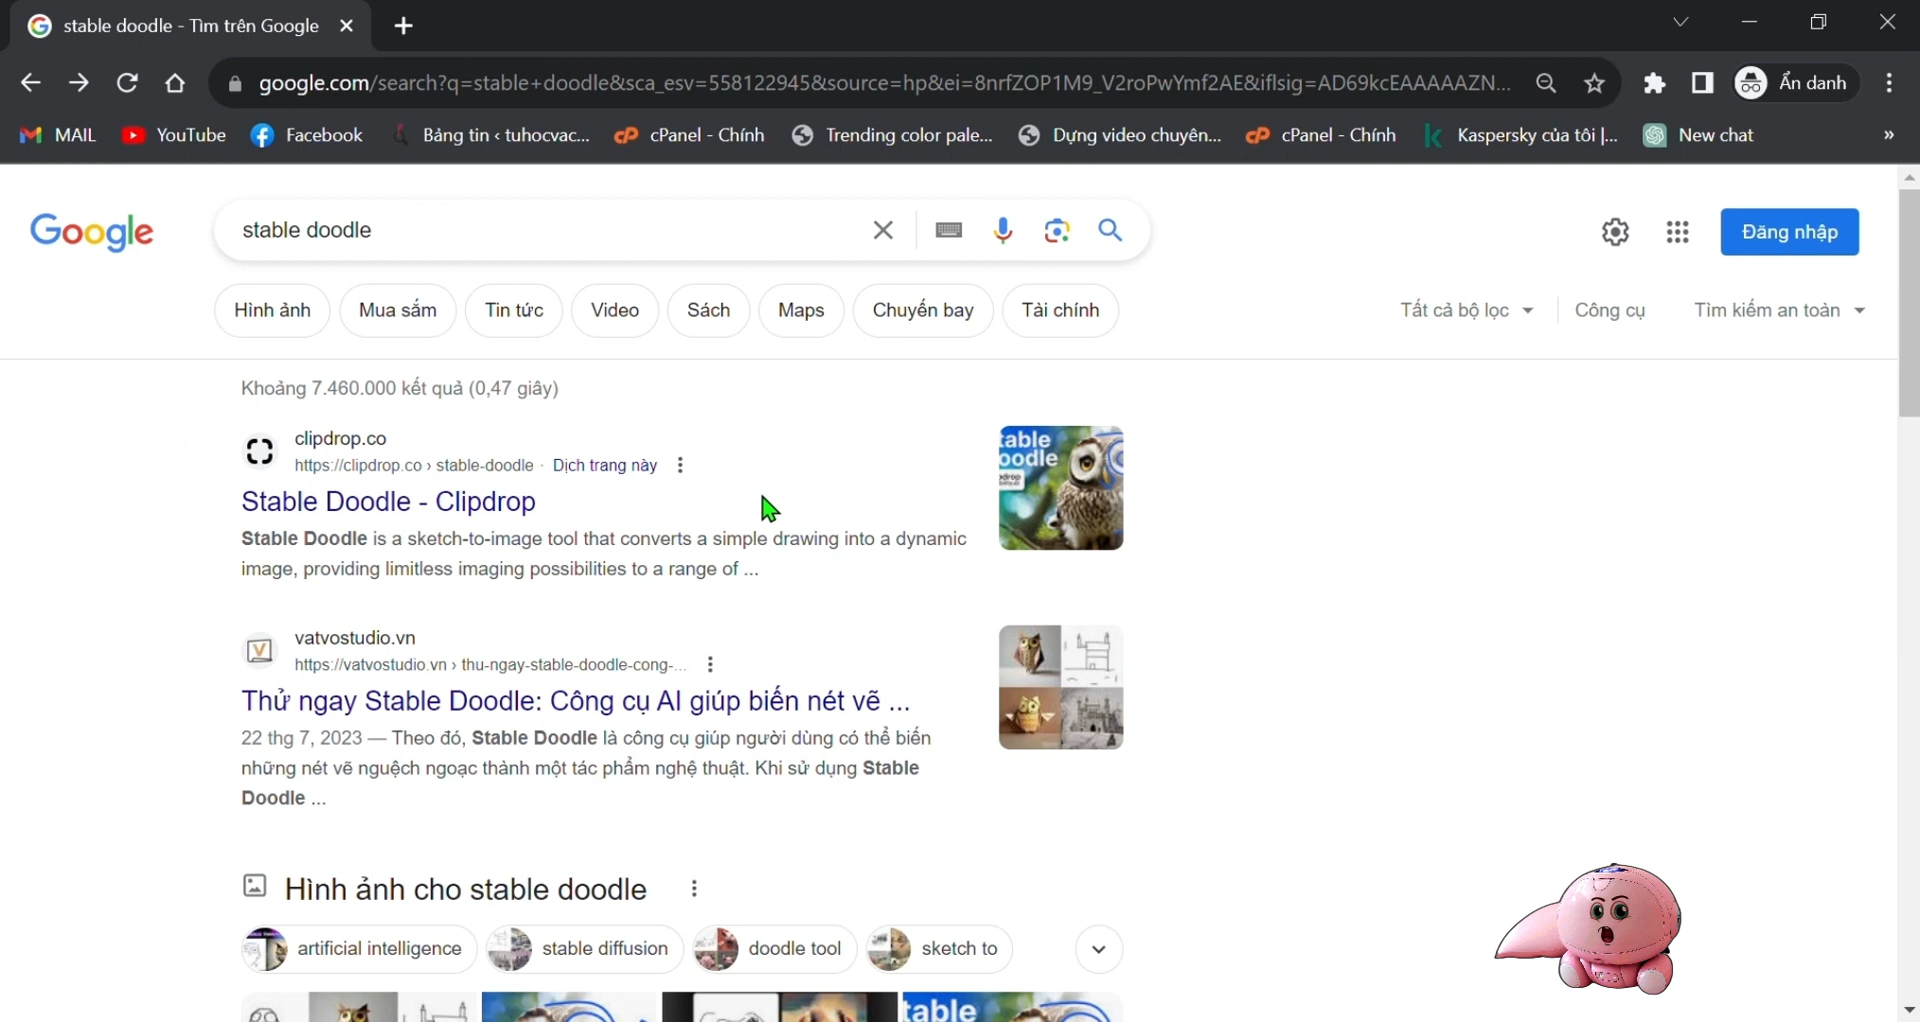 stable doodle - Tìm trên Google
google.com/search?q=stable+doodle&sca_esv=558122945&source=hp&ei=8nrfZOP1M9_V2roPwYmf2AE&iflsig=AD69kcEAAAAAZN...
Ẩn danh
MAIL
YouTube
Facebook
Bảng tin ‹ tuhocvac...
cPanel - Chính
Trending color pale...
Dựng video chuyên...
cPanel - Chính
Kaspersky của tôi |...
New chat
»
Google
stable doodle
Đăng nhập
Hình ảnh
Mua sắm
Tin tức
Video
Sách
Maps
Chuyến bay
Tài chính
Tất cả bộ lọc
Công cụ
Tìm kiếm an toàn
Khoảng 7.460.000 kết quả (0,47 giây)
clipdrop.co
https://clipdrop.co › stable-doodle · Dịch trang này
Stable Doodle - Clipdrop
Stable Doodle is a sketch-to-image tool that converts a simple drawing into a dynamic
image, providing limitless imaging possibilities to a range of ...
table
oodle
vatvostudio.vn
https://vatvostudio.vn › thu-ngay-stable-doodle-cong-...
Thử ngay Stable Doodle: Công cụ AI giúp biến nét vẽ ...
22 thg 7, 2023 — Theo đó, Stable Doodle là công cụ giúp người dùng có thể biến
những nét vẽ nguệch ngoạc thành một tác phẩm nghệ thuật. Khi sử dụng Stable
Doodle ...
Hình ảnh cho stable doodle
artificial intelligence
stable diffusion
doodle tool
sketch to
table